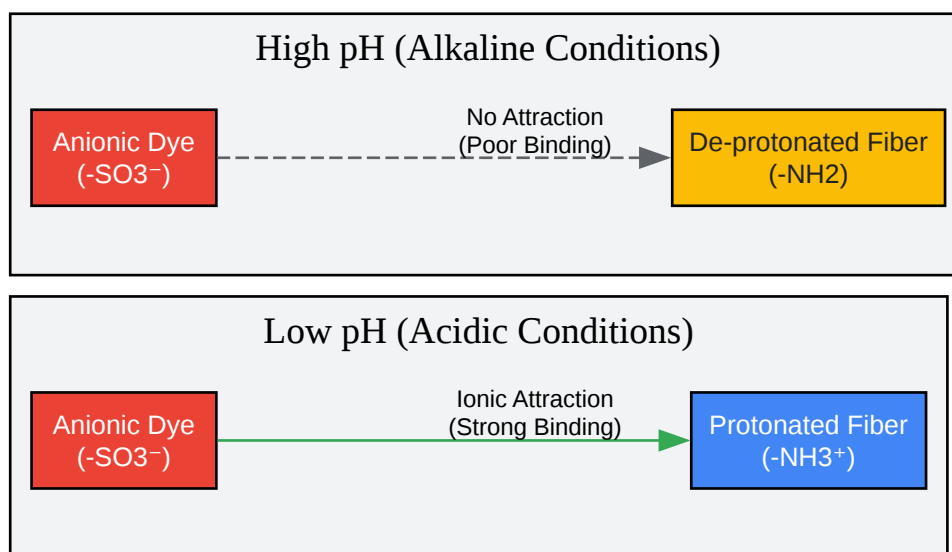 High pH (Alkaline Conditions)
Anionic Dye
(-SO3⁻)
No Attraction
(Poor Binding)
De-protonated Fiber
(-NH2)
Low pH (Acidic Conditions)
Anionic Dye
(-SO3⁻)
Ionic Attraction
(Strong Binding)
Protonated Fiber
(-NH3⁺)